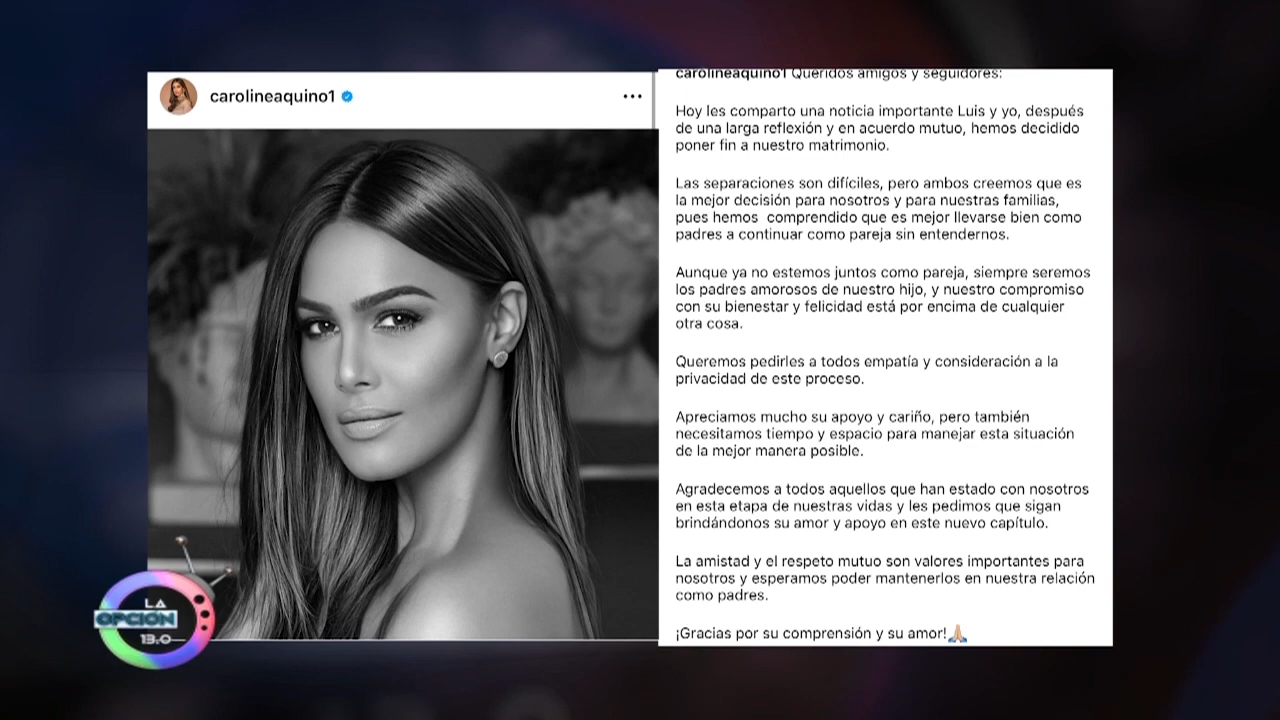 carolineaquino1
carolineaquino1 Queridos amigos y seguidores:
Hoy les comparto una noticia importante Luis y yo, después
de una larga reflexión y en acuerdo mutuo, hemos decidido
poner fin a nuestro matrimonio.
Las separaciones son difíciles, pero ambos creemos que es
la mejor decisión para nosotros y para nuestras familias,
pues hemos comprendido que es mejor llevarse bien como
padres a continuar como pareja sin entendernos.
Aunque ya no estemos juntos como pareja, siempre seremos
los padres amorosos de nuestro hijo, y nuestro compromiso
con su bienestar y felicidad está por encima de cualquier
otra cosa.
Queremos pedirles a todos empatía y consideración a la
privacidad de este proceso.
Apreciamos mucho su apoyo y cariño, pero también
necesitamos tiempo y espacio para manejar esta situación
de la mejor manera posible.
Agradecemos a todos aquellos que han estado con nosotros
en esta etapa de nuestras vidas y les pedimos que sigan
brindándonos su amor y apoyo en este nuevo capítulo.
La amistad y el respeto mutuo son valores importantes para
nosotros y esperamos poder mantenerlos en nuestra relación
como padres.
¡Gracias por su comprensión y su amor!🙏🏼
LA
OPCIÓN
13.0